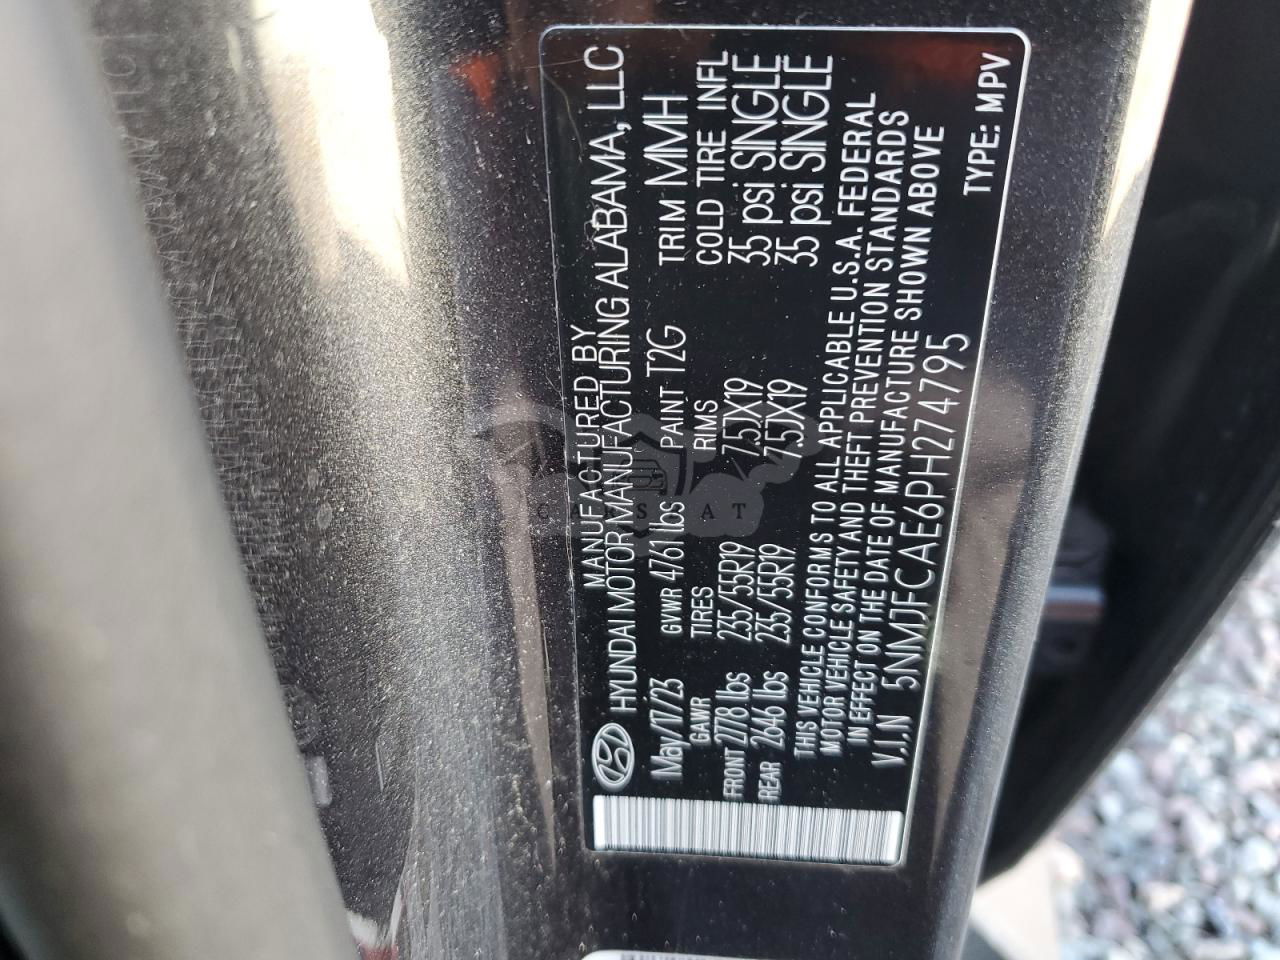 MANUFACTURED BY
HYUNDAI MOTOR MANUFACTURING ALABAMA, LLC
May/17/23 GVWR 4761 lbs PAINT T2G TRIM MMH
GAWR TIRES RIMS COLD TIRE INFL
FRONT 2778 lbs 235/55R19 7.5JX19 35 psi SINGLE
REAR 2646 lbs 235/55R19 7.5JX19 35 psi SINGLE
THIS VEHICLE CONFORMS TO ALL APPLICABLE U.S.A. FEDERAL
MOTOR VEHICLE SAFETY AND THEFT PREVENTION STANDARDS
IN EFFECT ON THE DATE OF MANUFACTURE SHOWN ABOVE
V.I.N 5NMJFCAE6PH274795
TYPE: MPV